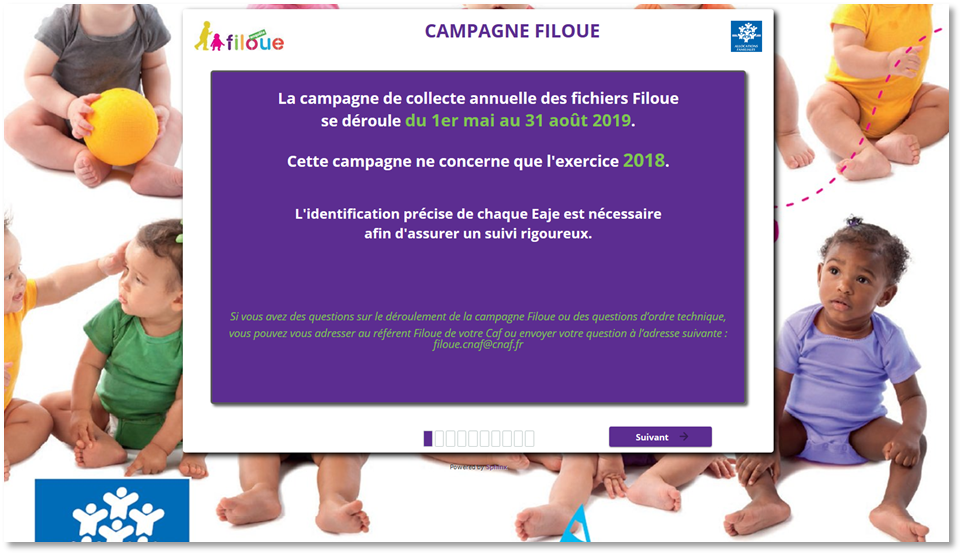 filoue
CAMPAGNE FILOUE
ALLOCATIONS
FAMILIALES
La campagne de collecte annuelle des fichiers Filoue
se déroule du 1er mai au 31 août 2019.
Cette campagne ne concerne que l'exercice 2018.
L'identification précise de chaque Eaje est nécessaire
afin d'assurer un suivi rigoureux.
Si vous avez des questions sur le déroulement de la campagne Filoue ou des questions d’ordre technique,
vous pouvez vous adresser au référent Filoue de votre Caf ou envoyer votre question à l’adresse suivante :
filoue.cnaf@cnaf.fr
Suivant
Powered by Sphinx